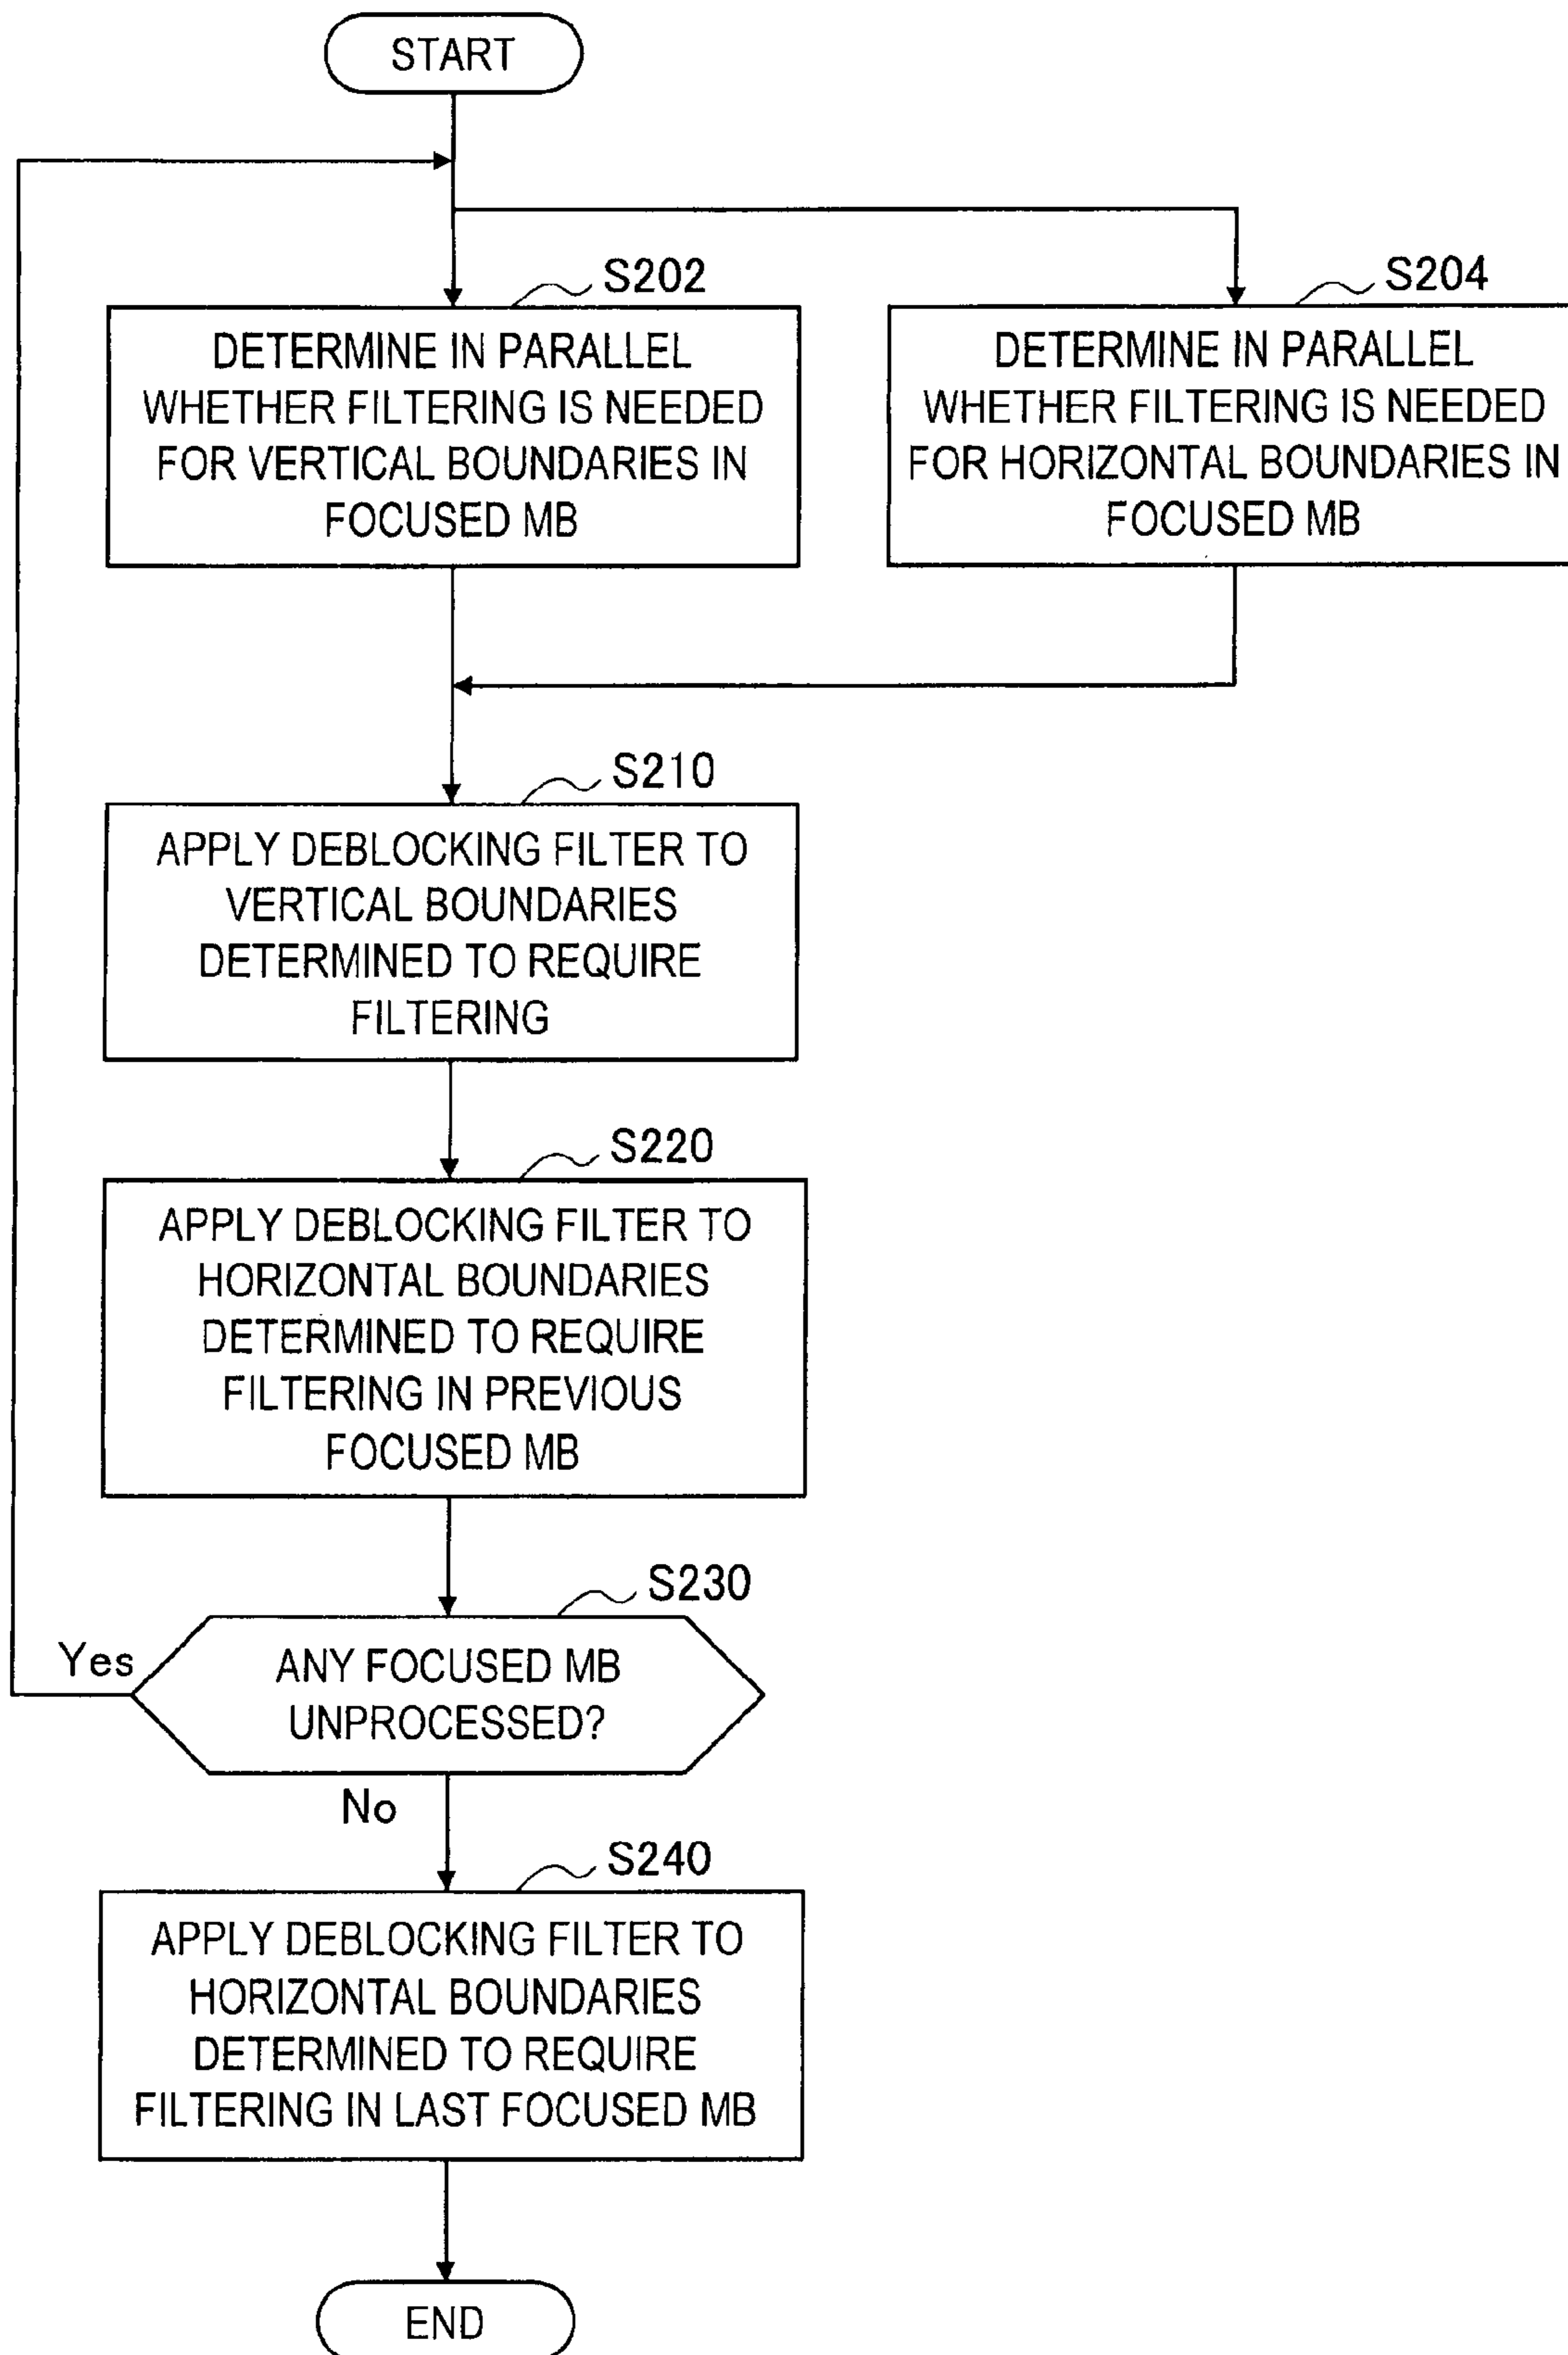 START
S202
DETERMINE IN PARALLEL
WHETHER FILTERING IS NEEDED
FOR VERTICAL BOUNDARIES IN
FOCUSED MB
S204
DETERMINE IN PARALLEL
WHETHER FILTERING IS NEEDED
FOR HORIZONTAL BOUNDARIES IN
FOCUSED MB
S210
APPLY DEBLOCKING FILTER TO
VERTICAL BOUNDARIES
DETERMINED TO REQUIRE
FILTERING
S220
APPLY DEBLOCKING FILTER TO
HORIZONTAL BOUNDARIES
DETERMINED TO REQUIRE
FILTERING IN PREVIOUS
FOCUSED MB
S230
Yes
ANY FOCUSED MB
UNPROCESSED?
No
S240
APPLY DEBLOCKING FILTER TO
HORIZONTAL BOUNDARIES
DETERMINED TO REQUIRE
FILTERING IN LAST FOCUSED MB
END